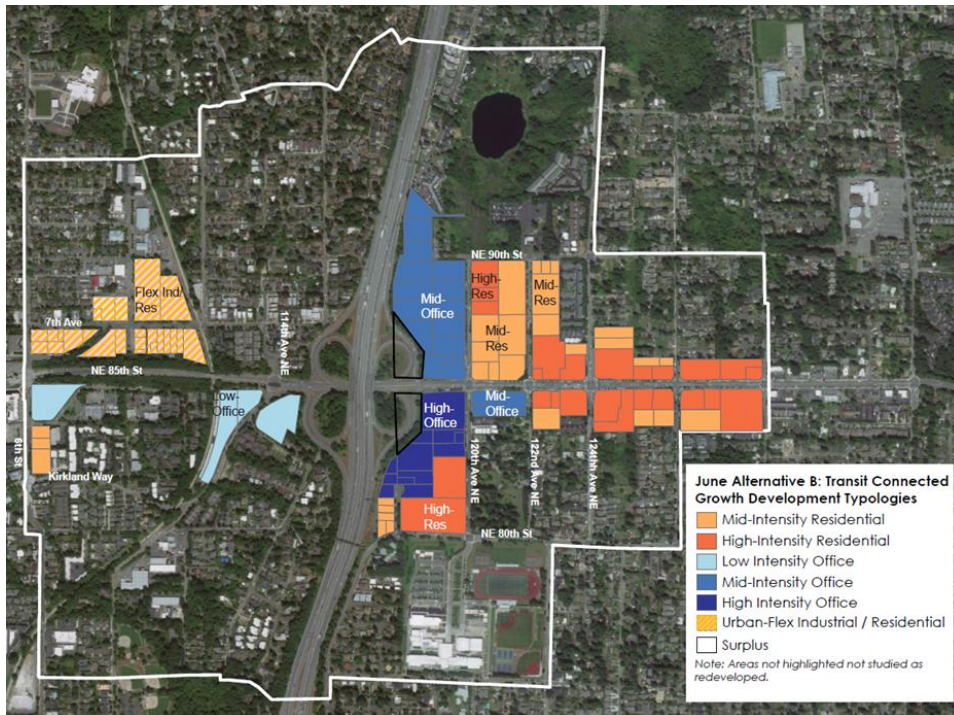 NE 90th St
High-
Res
Mid-
Res
Flex Ind/
Res
Mid-
Office
7th Ave
114th Ave NE
Mid-
Res
NE 85th St
Low-
Office
High-
Office
Mid-
Office
6th St
120th Ave NE
122nd Ave NE
124thh Ave NE
Kirkland Way
High-
Res
NE 80th St
June Alternative B: Transit Connected
Growth Development Typologies
Mid-Intensity Residential
High-Intensity Residential
Low Intensity Office
Mid-Intensity Office
High Intensity Office
Urban-Flex Industrial / Residential
Surplus
Note: Areas not highlighted not studied as
redeveloped.